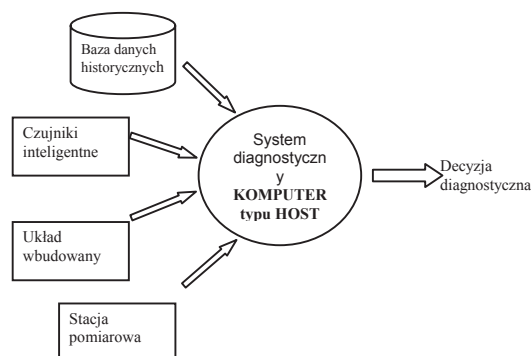 Baza danych
historycznych
Czujniki
inteligentne
Układ
wbudowany
Stacja
pomiarowa
System
diagnostyczn
y
KOMPUTER
typu HOST
Decyzja
diagnostyczna